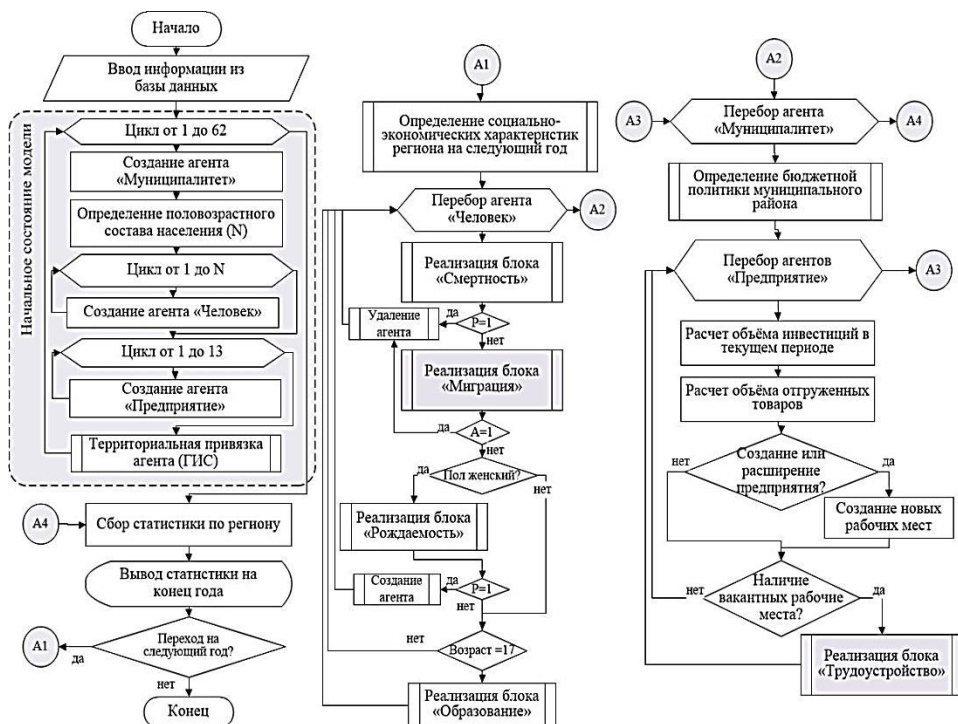 Начало
Ввод информации из
базы данных
Начальное состояние модели
Цикл от 1 до 62
Создание агента
«Муниципалитет»
Определение половозрастного
состава населения (N)
Цикл от 1 до N
Создание агента «Человек»
Цикл от 1 до 13
Создание агента
«Предприятие»
Территориальная привязка
агента (ГИС)
A4
Сбор статистики по региону
Вывод статистики на
конец года
A1
Переход на
следующий год?
да
нет
Конец
A1
Определение социально-
экономических характристик
региона на следующий год
Перебор агента
«Человек»
A2
Реализация блока
«Смертность»
Удаление
агента
да
P=1
нет
Реализация блока
«Миграция»
да
A=1
нет
да
Пол женский?
нет
Реализация блока
«Рождаемость»
Создание
агента
да
P=1
нет
нет
Возраст =17
Реализация блока
«Образование»
A2
A3
Перебор агента
«Муниципалитет»
A4
Определение бюджетной
политики муниципального
района
Перебор агентов
«Предприятие»
A3
Расчет объёма инвестиций в
текущем периоде
Расчет объёма отгруженных
товаров
нет
Создание или
расширение
предприятия?
да
Создание новых
рабочих мест
нет
Наличие
вакантных рабочие
места?
да
Реализация блока
«Трудоустройство»